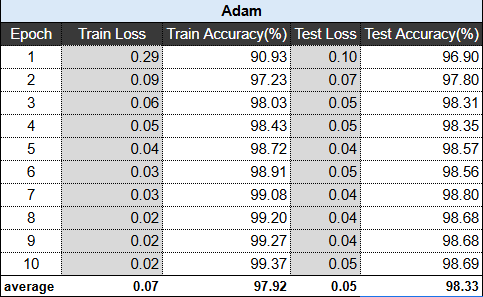 Adam
Epoch Train Loss Train Accuracy(%) Test Loss Test Accuracy(%)
1 0.29 90.93 0.10 96.90
2 0.09 97.23 0.07 97.80
3 0.06 98.03 0.05 98.31
4 0.05 98.43 0.05 98.35
5 0.04 98.72 0.04 98.57
6 0.03 98.91 0.05 98.56
7 0.03 99.08 0.04 98.80
8 0.02 99.20 0.04 98.68
9 0.02 99.27 0.04 98.68
10 0.02 99.37 0.04 98.69
average 0.07 97.92 0.05 98.33